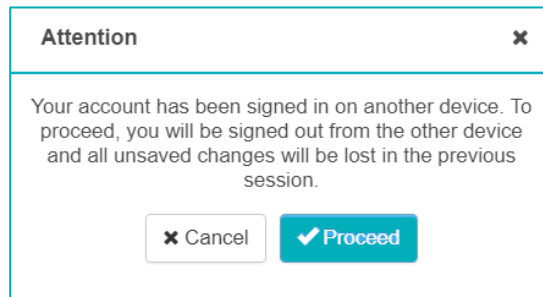 Attention
Your account has been signed in on another device. To
proceed, you will be signed out from the other device
and all unsaved changes will be lost in the previous
session.
Cancel Proceed